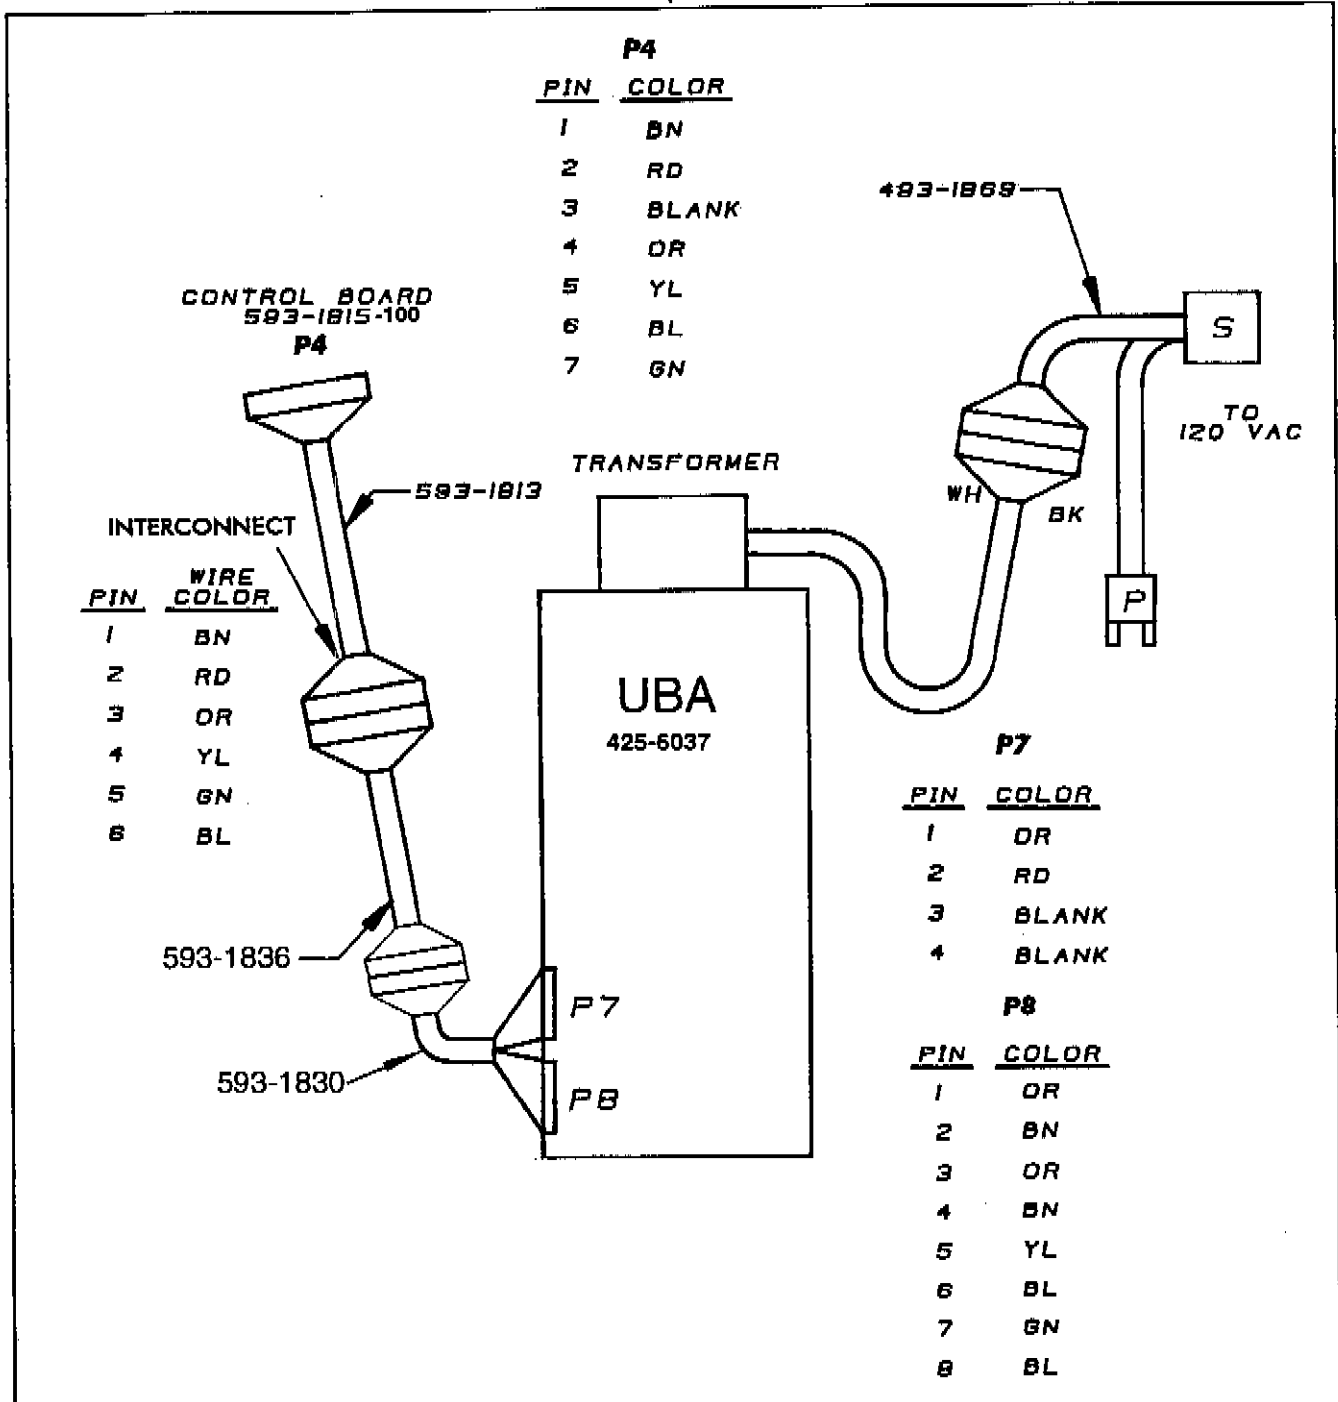 P4
PIN COLOR
1 BN
2 RD
3 BLANK
4 OR
5 YL
6 BL
7 GN
493-1869
S
TO
120 VAC
CONTROL BOARD
593-1815-100
P4
593-1813
INTERCONNECT
WIRE
PIN COLOR
1 BN
2 RD
3 OR
4 YL
5 GN
6 BL
TRANSFORMER
WH
BK
P
UBA
425-6037
593-1836
593-1830
P7
P8
P7
PIN COLOR
1 OR
2 RD
3 BLANK
4 BLANK
P8
PIN COLOR
1 OR
2 BN
3 OR
4 BN
5 YL
6 BL
7 GN
8 BL